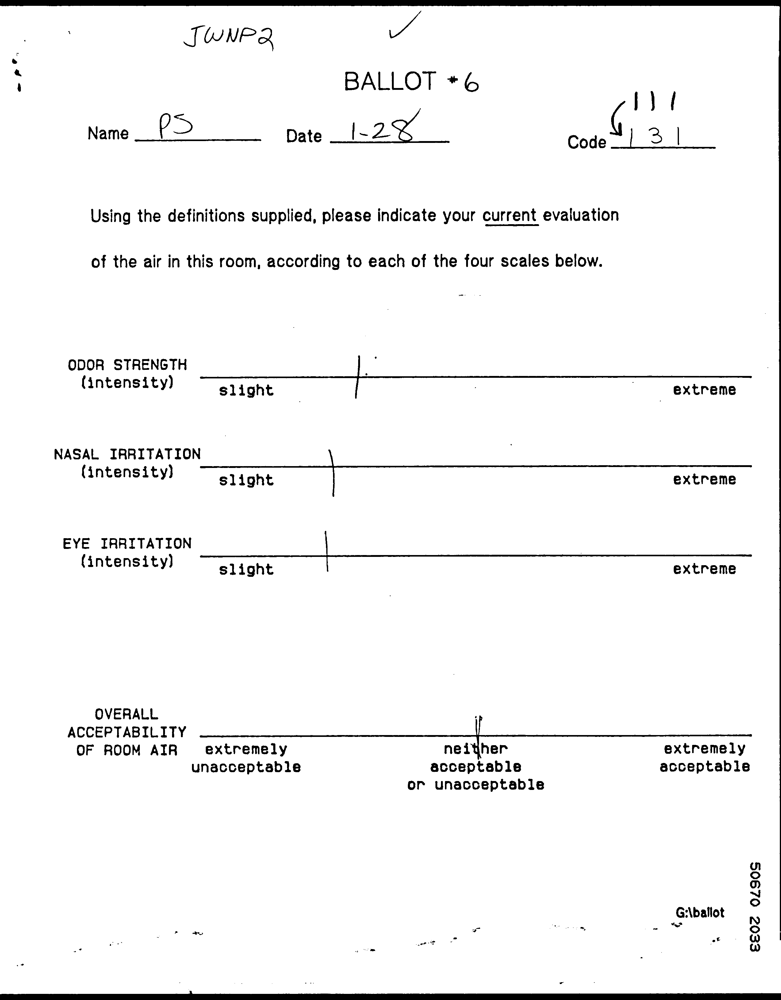 JWNP2 ✓
BALLOT #6
111
Name PS Date 1-28 Code 131
Using the definitions supplied, please indicate your current evaluation
of the air in this room, according to each of the four scales below.
ODOR STRENGTH
(intensity) slight extreme
NASAL IRRITATION
(intensity) slight extreme
EYE IRRITATION
(intensity) slight extreme
OVERALL
ACCEPTABILITY
OF ROOM AIR extremely neither extremely
unacceptable acceptable acceptable
or unacceptable
G:\ballot
50670 2033